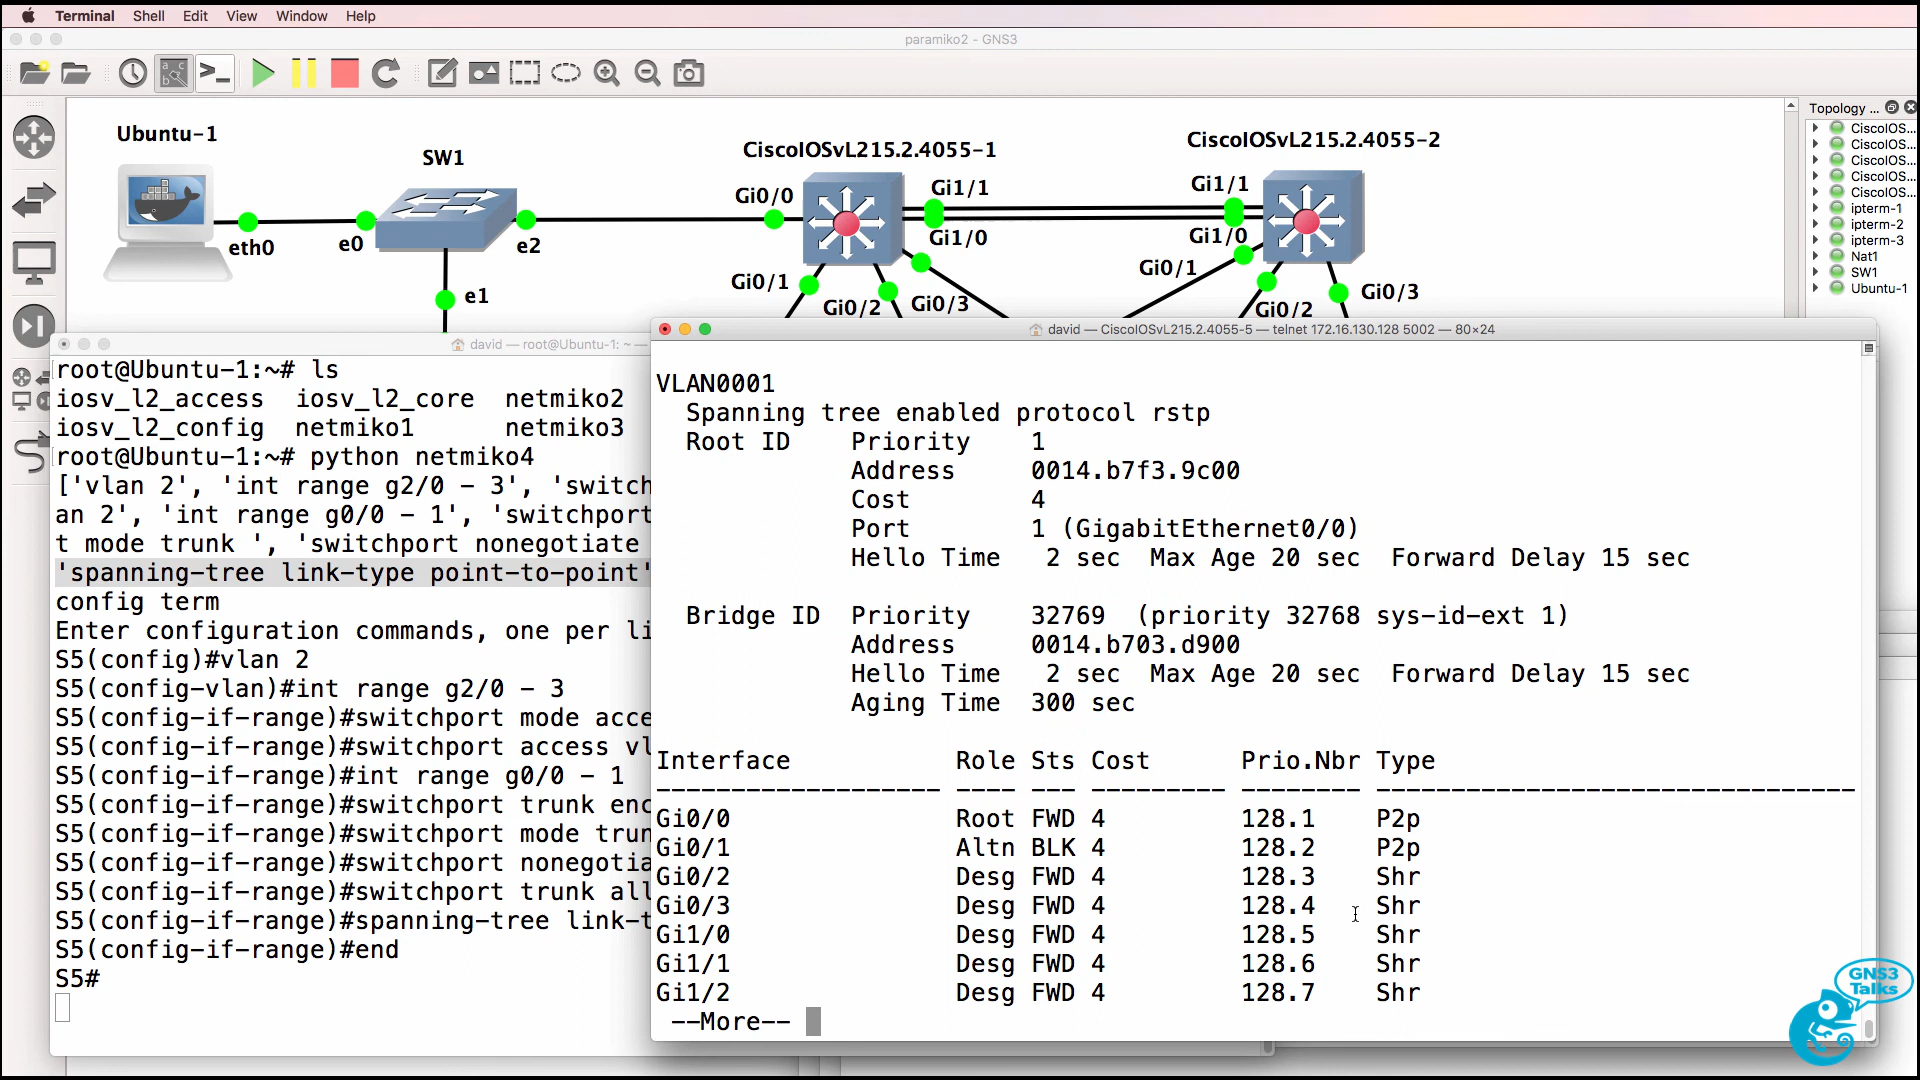 Terminal Shell Edit View Window Help
paramiko2 - GNS3
Ubuntu-1
SW1
CiscoIOSvL215.2.4055-1
CiscoIOSvL215.2.4055-2
Gi0/0
Gi1/1
Gi1/1
eth0
e0
e2
Gi1/0
Gi1/0
Gi0/1
Gi0/1
e1
Gi0/2
Gi0/3
Gi0/2
Gi0/3
Topology ...
CiscoIOS...
CiscoIOS...
CiscoIOS...
CiscoIOS...
CiscoIOS...
ipterm-1
ipterm-2
ipterm-3
Nat1
SW1
Ubuntu-1
david — root@Ubuntu-1: ~ —
root@Ubuntu-1:~# ls
iosv_l2_access iosv_l2_core netmiko2
iosv_l2_config netmiko1 netmiko3
root@Ubuntu-1:~# python netmiko4
['vlan 2', 'int range g2/0 - 3', 'switch
an 2', 'int range g0/0 - 1', 'switchport
t mode trunk ', 'switchport nonegotiate
'spanning-tree link-type point-to-point'
config term
Enter configuration commands, one per li
S5(config)#vlan 2
S5(config-vlan)#int range g2/0 - 3
S5(config-if-range)#switchport mode acce
S5(config-if-range)#switchport access vl
S5(config-if-range)#int range g0/0 - 1
S5(config-if-range)#switchport trunk enc
S5(config-if-range)#switchport mode trun
S5(config-if-range)#switchport nonegotia
S5(config-if-range)#switchport trunk all
S5(config-if-range)#spanning-tree link-t
S5(config-if-range)#end
S5#
david — CiscoIOSvL215.2.4055-5 — telnet 172.16.130.128 5002 — 80×24
VLAN0001
Spanning tree enabled protocol rstp
Root ID Priority 1
Address 0014.b7f3.9c00
Cost 4
Port 1 (GigabitEthernet0/0)
Hello Time 2 sec Max Age 20 sec Forward Delay 15 sec
Bridge ID Priority 32769 (priority 32768 sys-id-ext 1)
Address 0014.b703.d900
Hello Time 2 sec Max Age 20 sec Forward Delay 15 sec
Aging Time 300 sec
Interface Role Sts Cost Prio.Nbr Type
------------------- ---- --- --------- -------- --------------------------------
Gi0/0 Root FWD 4 128.1 P2p
Gi0/1 Altn BLK 4 128.2 P2p
Gi0/2 Desg FWD 4 128.3 Shr
Gi0/3 Desg FWD 4 128.4 Shr
Gi1/0 Desg FWD 4 128.5 Shr
Gi1/1 Desg FWD 4 128.6 Shr
Gi1/2 Desg FWD 4 128.7 Shr
--More--
GNS3
Talks